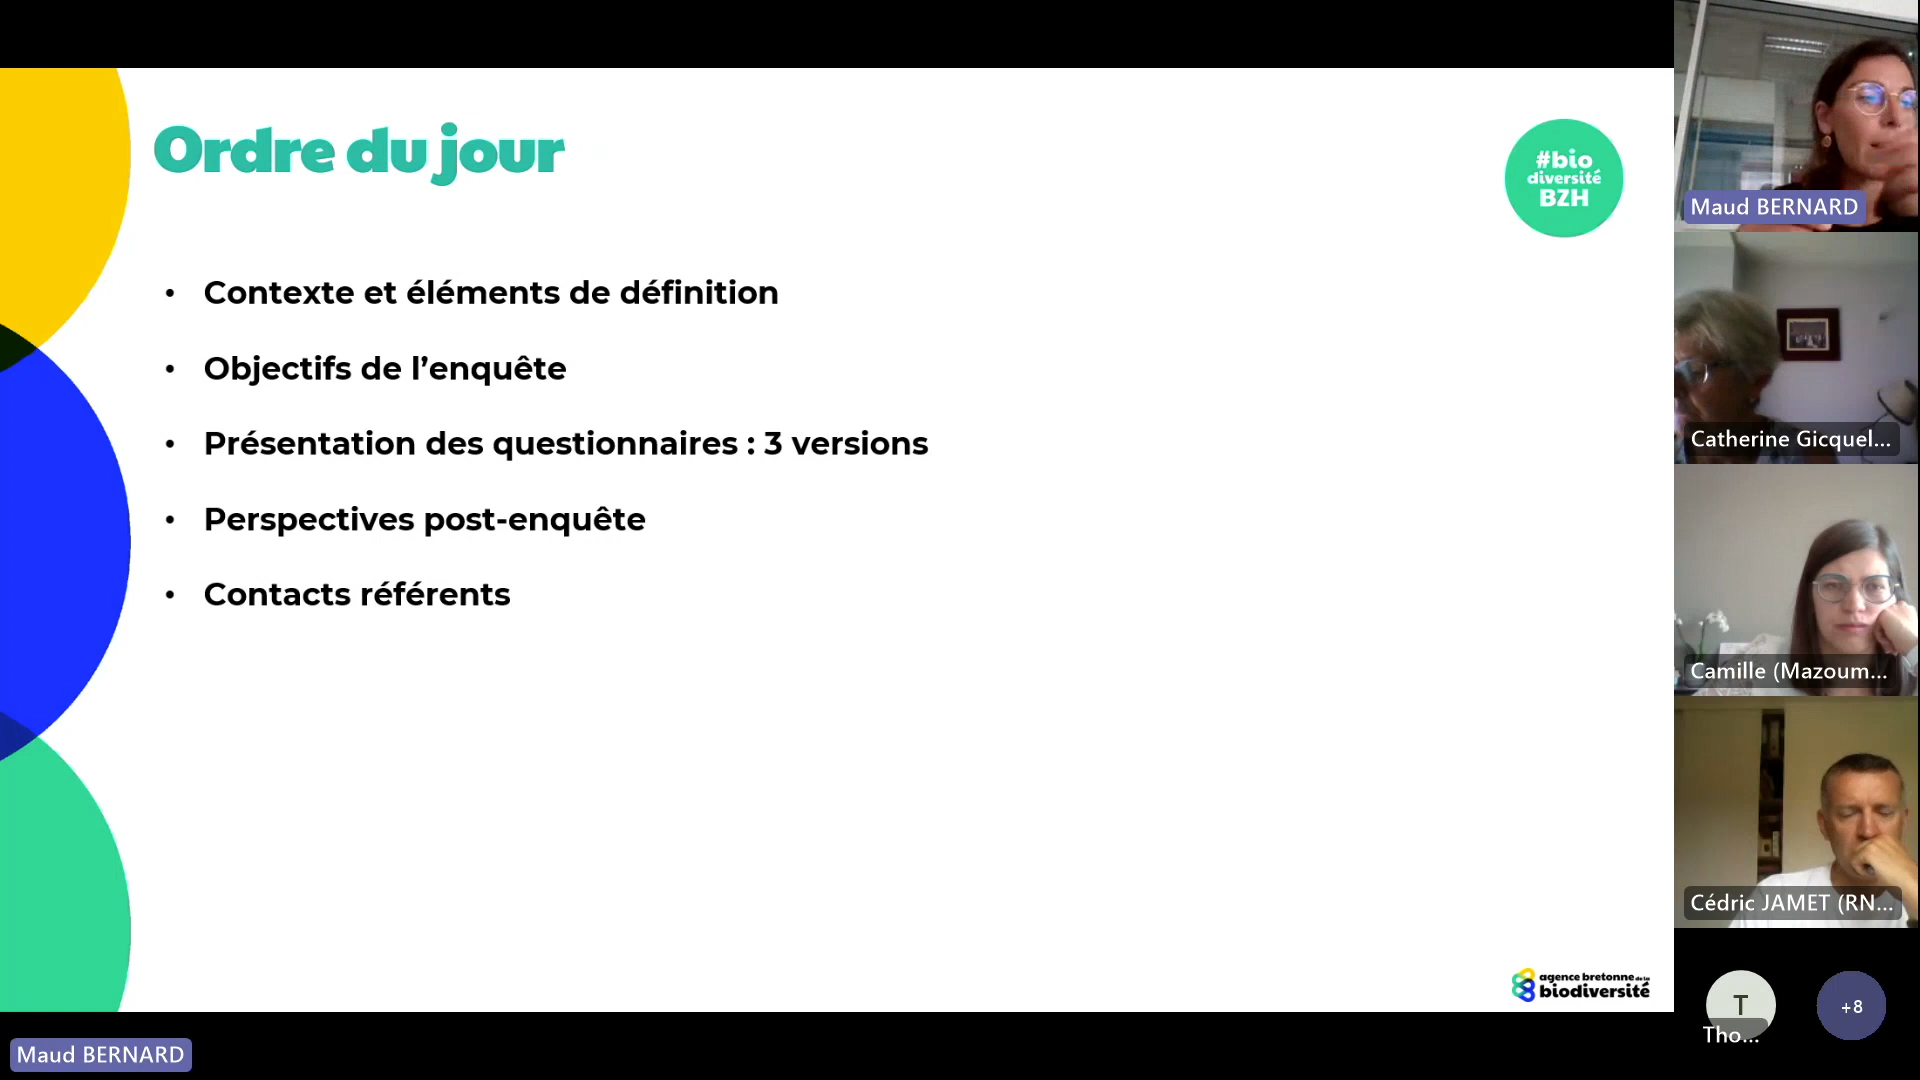 Ordre du jour
#bio
diversité
BZH
• Contexte et éléments de définition
• Objectifs de l’enquête
• Présentation des questionnaires : 3 versions
• Perspectives post-enquête
• Contacts référents
agence bretonne de la
biodiversité
Maud BERNARD
Maud BERNARD
Catherine Gicquel...
Camille (Mazoum...
Cédric JAMET (RN...
T
Tho...
+8